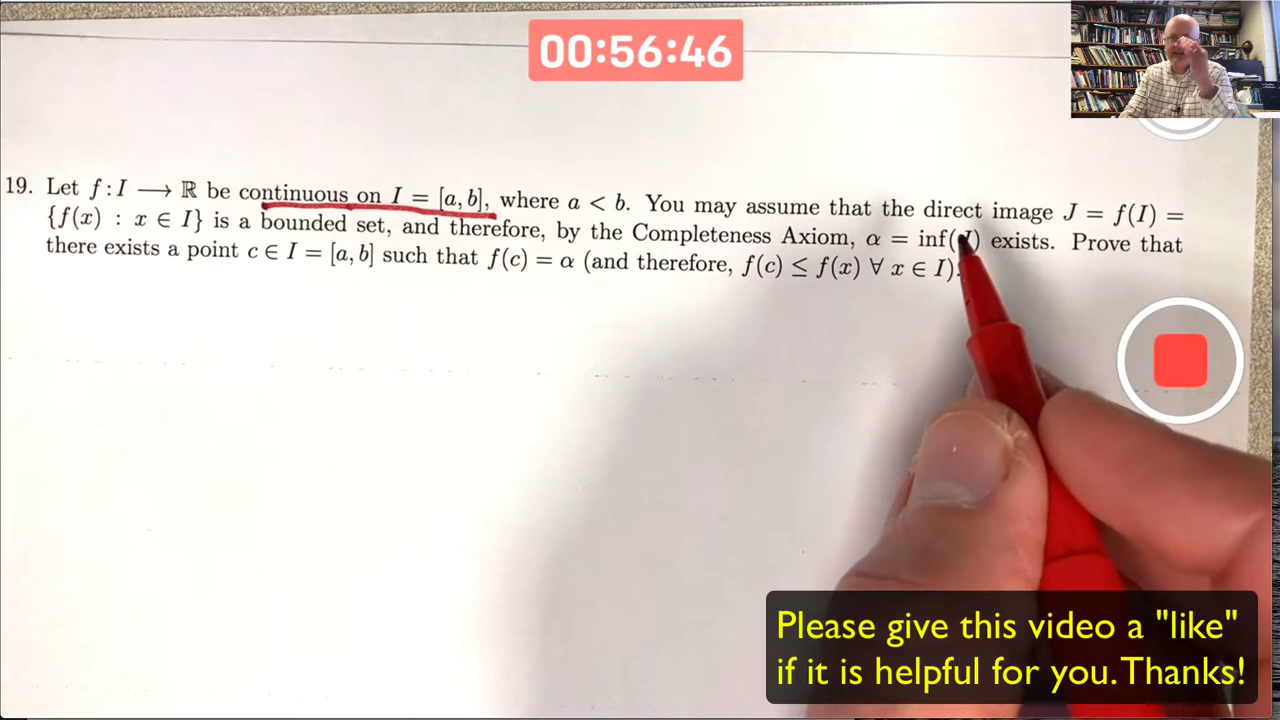 00:56:46
19. Let f : I ⟶ ℝ be continuous on I = [a, b], where a < b. You may assume that the direct image J = f(I) =
{f(x) : x ∈ I} is a bounded set, and therefore, by the Completeness Axiom, α = inf(J) exists. Prove that
there exists a point c ∈ I = [a, b] such that f(c) = α (and therefore, f(c) ≤ f(x) ∀ x ∈ I).
Please give this video a "like"
if it is helpful for you. Thanks!